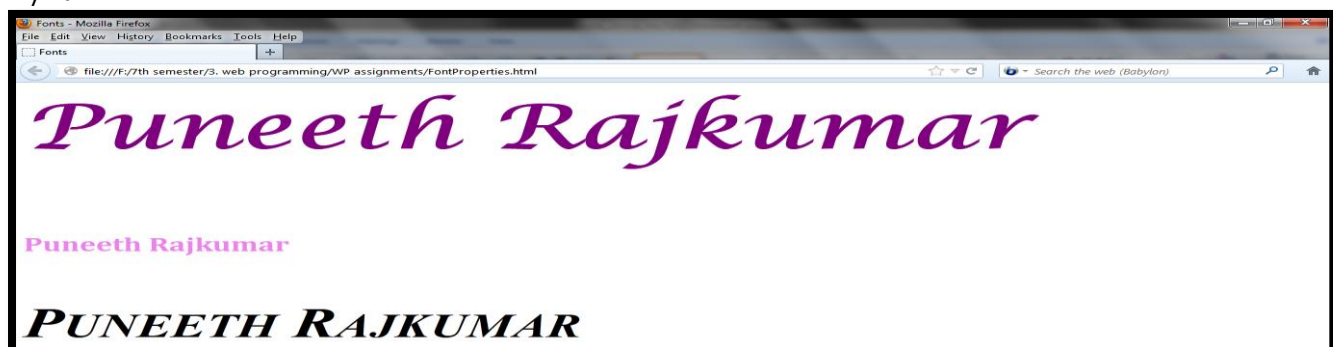 Fonts - Mozilla Firefox
File Edit View History Bookmarks Tools Help
Fonts +
file:///F:/7th semester/3. web programming/WP assignments/FontProperties.html Search the web (Babylon)
Puneeth Rajkumar
Puneeth Rajkumar
PUNEETH RAJKUMAR